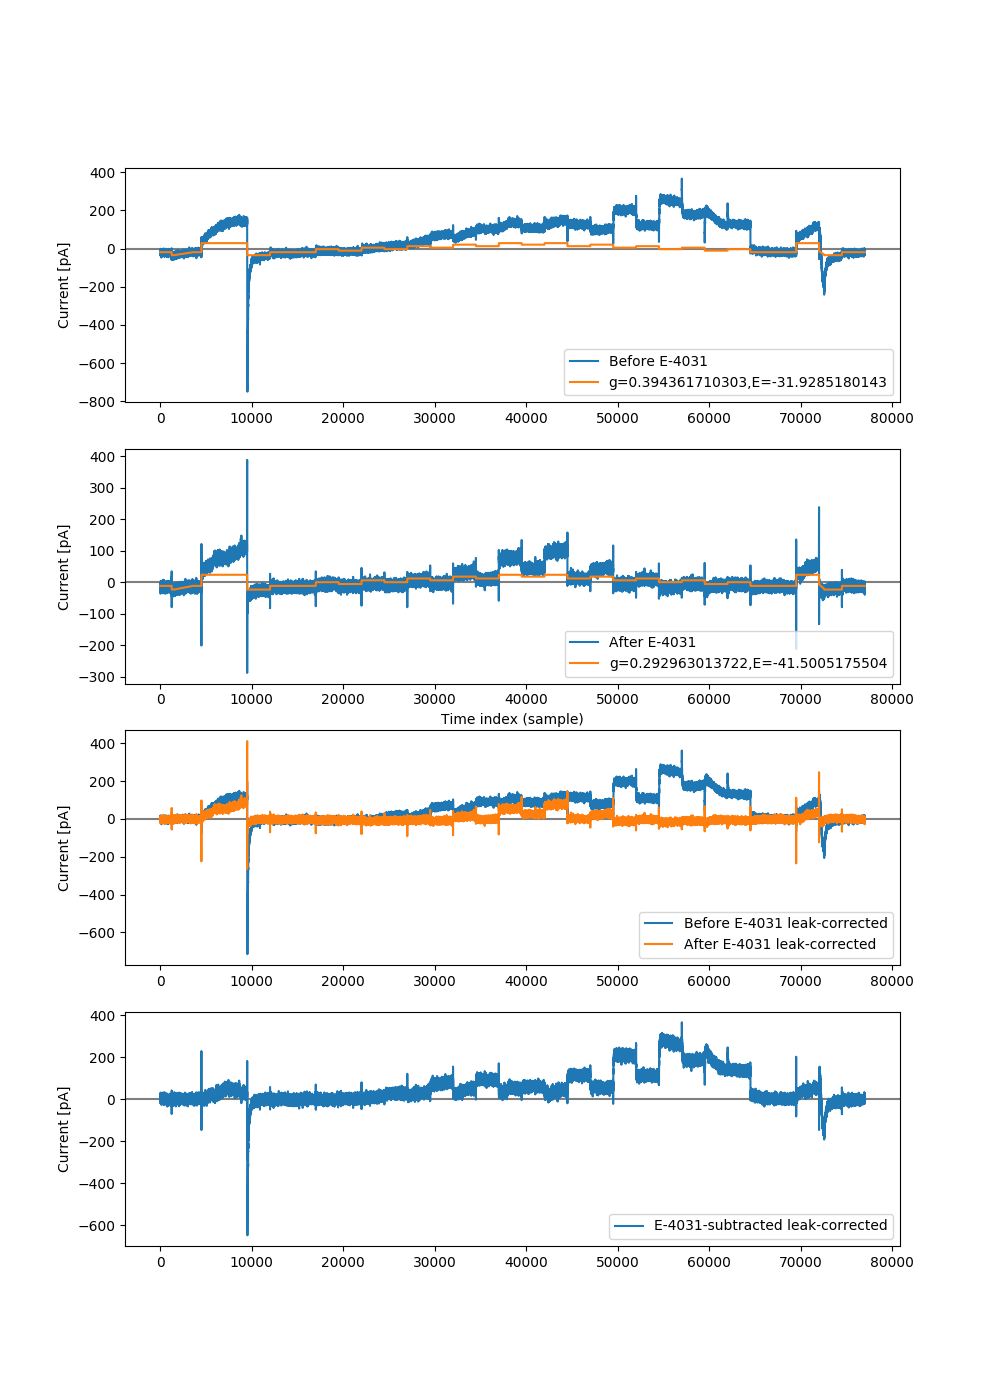 400
200
0
−200
−400
−600
−800
Current [pA]
Before E-4031
g=0.394361710303,E=-31.9285180143
0 10000 20000 30000 40000 50000 60000 70000 80000
400
300
200
100
0
−100
−200
−300
Current [pA]
After E-4031
g=0.292963013722,E=-41.5005175504
0 10000 20000 30000 40000 50000 60000 70000 80000
Time index (sample)
400
200
0
−200
−400
−600
Current [pA]
Before E-4031 leak-corrected
After E-4031 leak-corrected
0 10000 20000 30000 40000 50000 60000 70000 80000
400
200
0
−200
−400
−600
Current [pA]
E-4031-subtracted leak-corrected
0 10000 20000 30000 40000 50000 60000 70000 80000